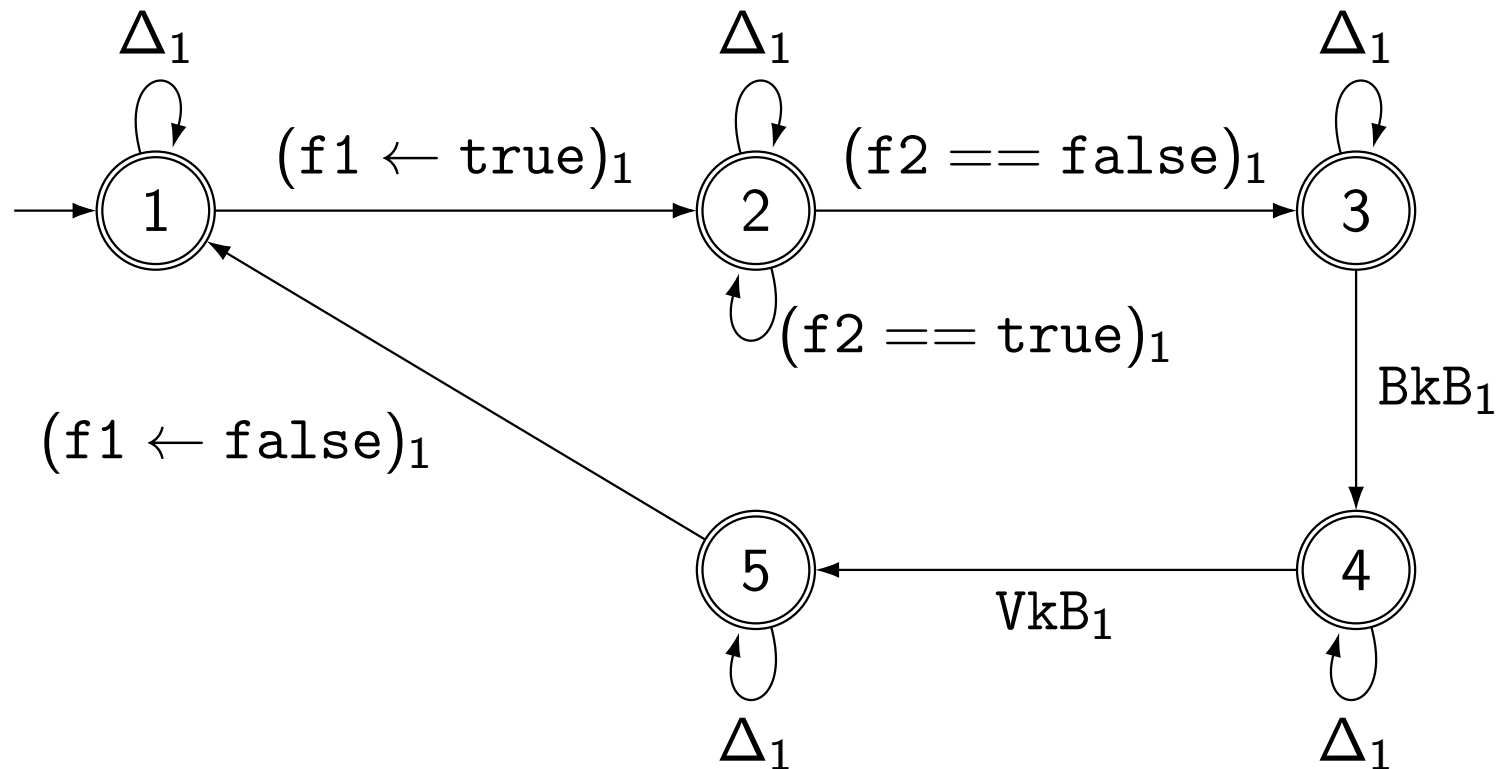 Δ₁ Δ₁ Δ₁
(f1 ← true)₁ (f2 == false)₁
1 2 3
(f2 == true)₁
BkB₁
(f1 ← false)₁
5 4
VkB₁
Δ₁ Δ₁